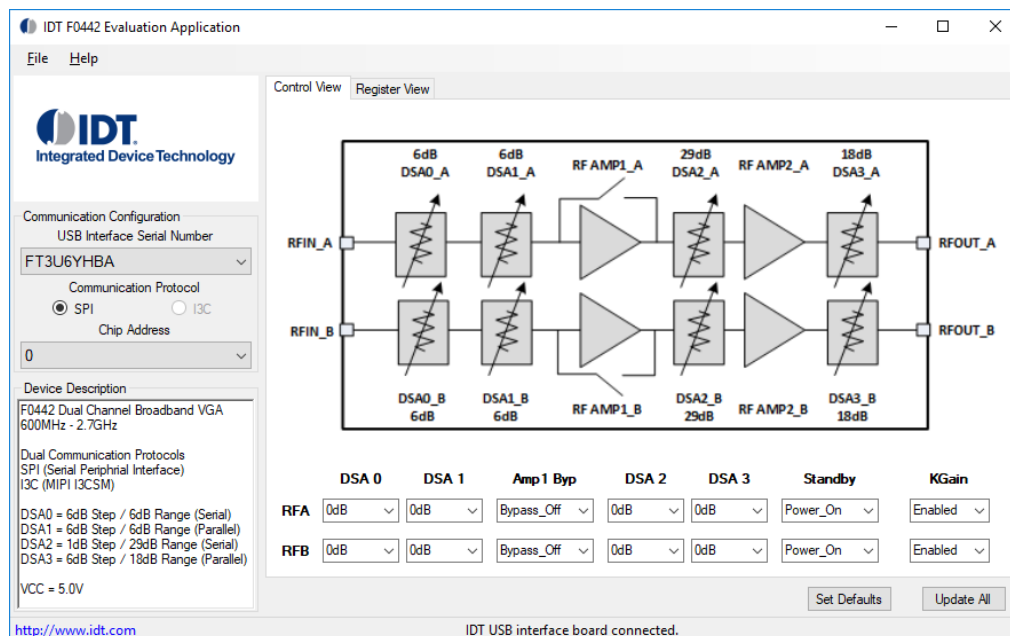 IDT F0442 Evaluation Application
File Help
IDT.
Integrated Device Technology
Communication Configuration
USB Interface Serial Number
FT3U6YHBA
Communication Protocol
SPI I3C
Chip Address
0
Device Description
F0442 Dual Channel Broadband VGA
600MHz - 2.7GHz
Dual Communication Protocols
SPI (Serial Periphrial Interface)
I3C (MIPI I3CSM)
DSA0 = 6dB Step / 6dB Range (Serial)
DSA1 = 6dB Step / 6dB Range (Parallel)
DSA2 = 1dB Step / 29dB Range (Serial)
DSA3 = 6dB Step / 18dB Range (Parallel)
VCC = 5.0V
Control View Register View
6dB 6dB 29dB 18dB
DSA0_A DSA1_A RF AMP1_A DSA2_A RF AMP2_A DSA3_A
RFIN_A RFOUT_A
RFIN_B RFOUT_B
DSA0_B DSA1_B RF AMP1_B DSA2_B RF AMP2_B DSA3_B
6dB 6dB 29dB 18dB
DSA 0 DSA 1 Amp1 Byp DSA 2 DSA 3 Standby KGain
RFA 0dB 0dB Bypass_Off 0dB 0dB Power_On Enabled
RFB 0dB 0dB Bypass_Off 0dB 0dB Power_On Enabled
Set Defaults Update All
http://www.idt.com IDT USB interface board connected.